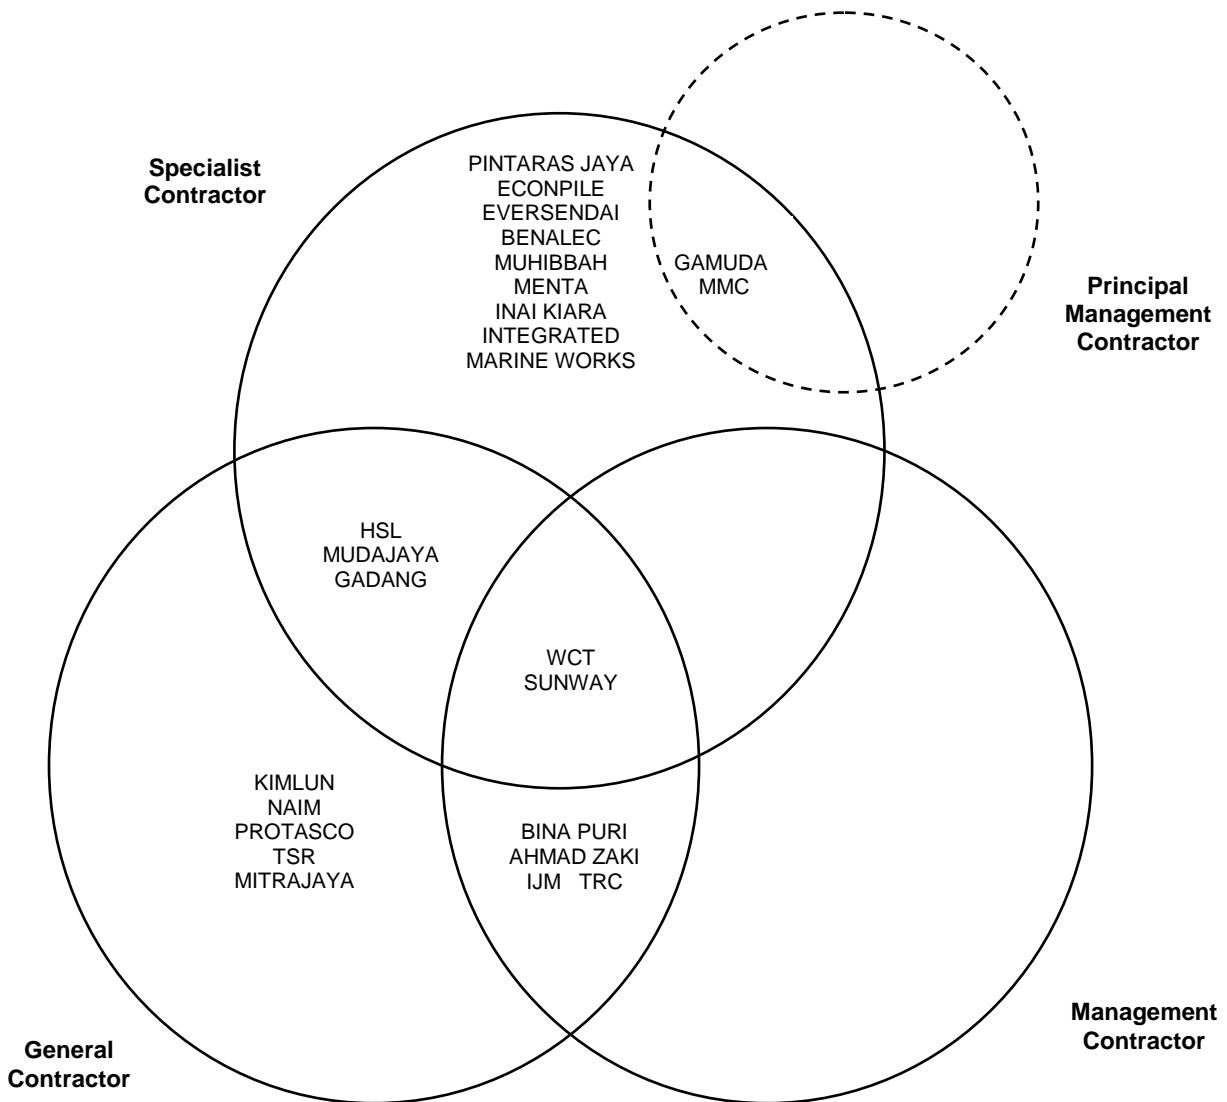 Specialist
Contractor
PINTARAS JAYA
ECONPILE
EVERSENDAI
BENALEC
MUHIBBAH
MENTA
INAI KIARA
INTEGRATED
MARINE WORKS
GAMUDA
MMC
Principal
Management
Contractor
HSL
MUDAJAYA
GADANG
WCT
SUNWAY
KIMLUN
NAIM
PROTASCO
TSR
MITRAJAYA
BINA PURI
AHMAD ZAKI
IJM TRC
General
Contractor
Management
Contractor